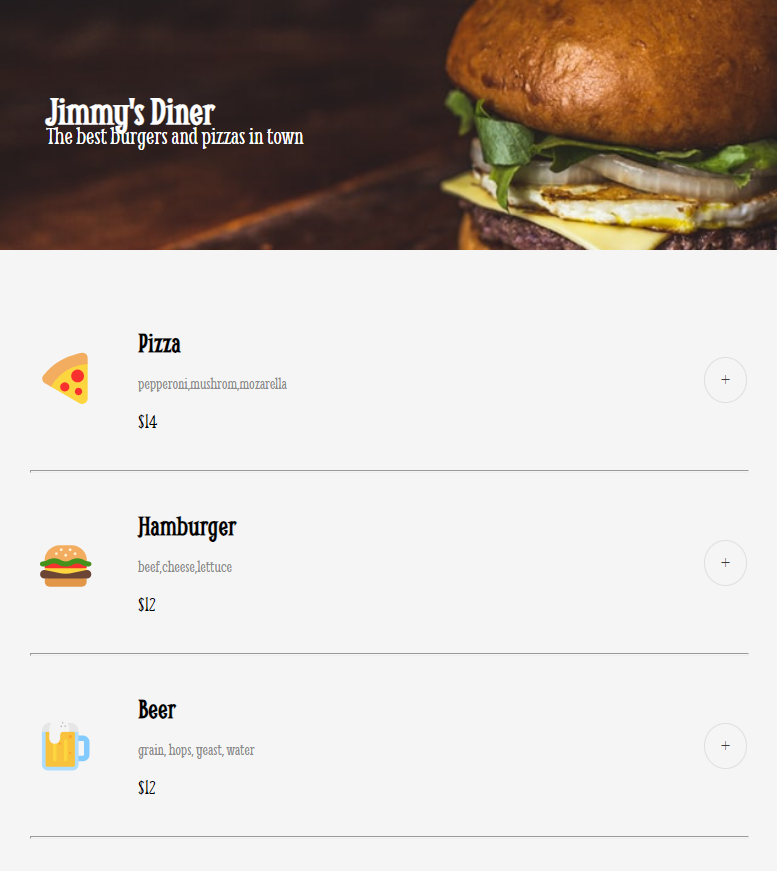 Jimmy's Diner
The best burgers and pizzas in town
Pizza
pepperoni,mushrom,mozarella
$14
+
Hamburger
beef,cheese,lettuce
$12
+
Beer
grain, hops, yeast, water
$12
+